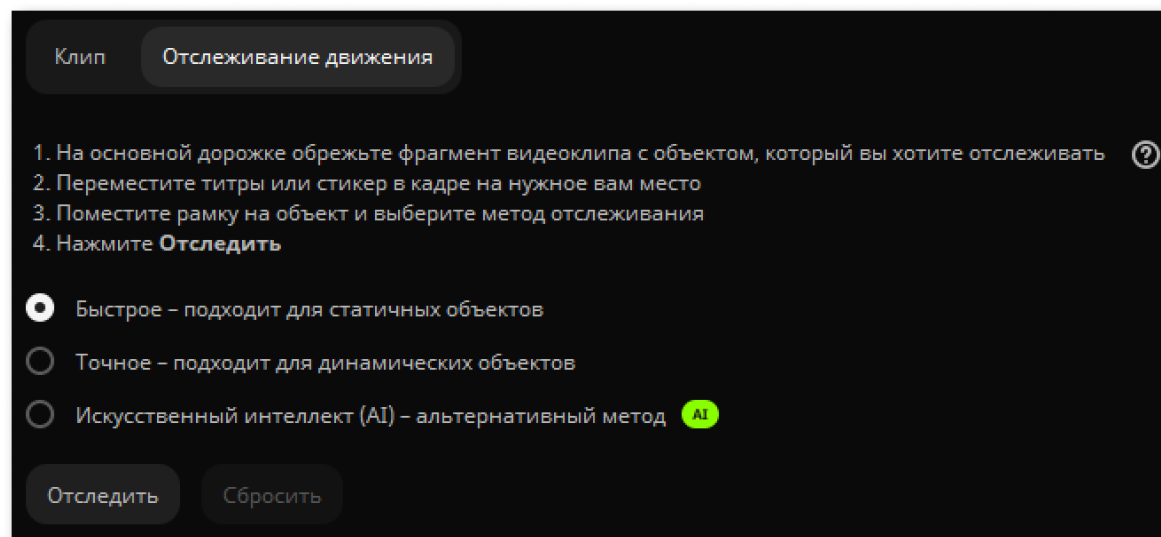 Клип Отслеживание движения
1. На основной дорожке обрежьте фрагмент видеоклипа с объектом, который вы хотите отслеживать ?
2. Переместите титры или стикер в кадре на нужное вам место
3. Поместите рамку на объект и выберите метод отслеживания
4. Нажмите Отследить
Быстрое – подходит для статичных объектов
Точное – подходит для динамических объектов
Искусственный интеллект (AI) – альтернативный метод AI
Отследить Сбросить